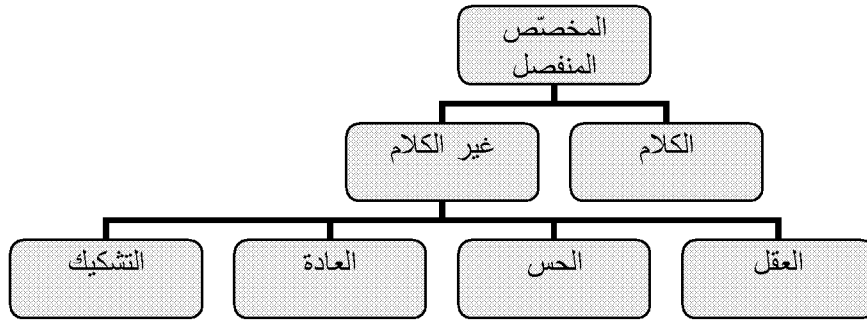 المخصّص
المنفصل
الكلام
غير الكلام
العقل
الحس
العادة
التشكيك